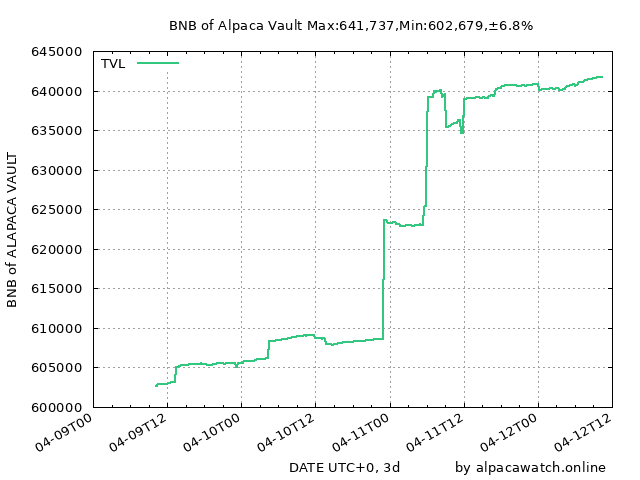 BNB of Alpaca Vault Max:641,737,Min:602,679,±6.8%
TVL
645000
640000
635000
630000
625000
620000
615000
610000
605000
600000
BNB of ALAPACA VAULT
04-09T00
04-09T12
04-10T00
04-10T12
04-11T00
04-11T12
04-12T00
04-12T12
DATE UTC+0, 3d
by alpacawatch.online